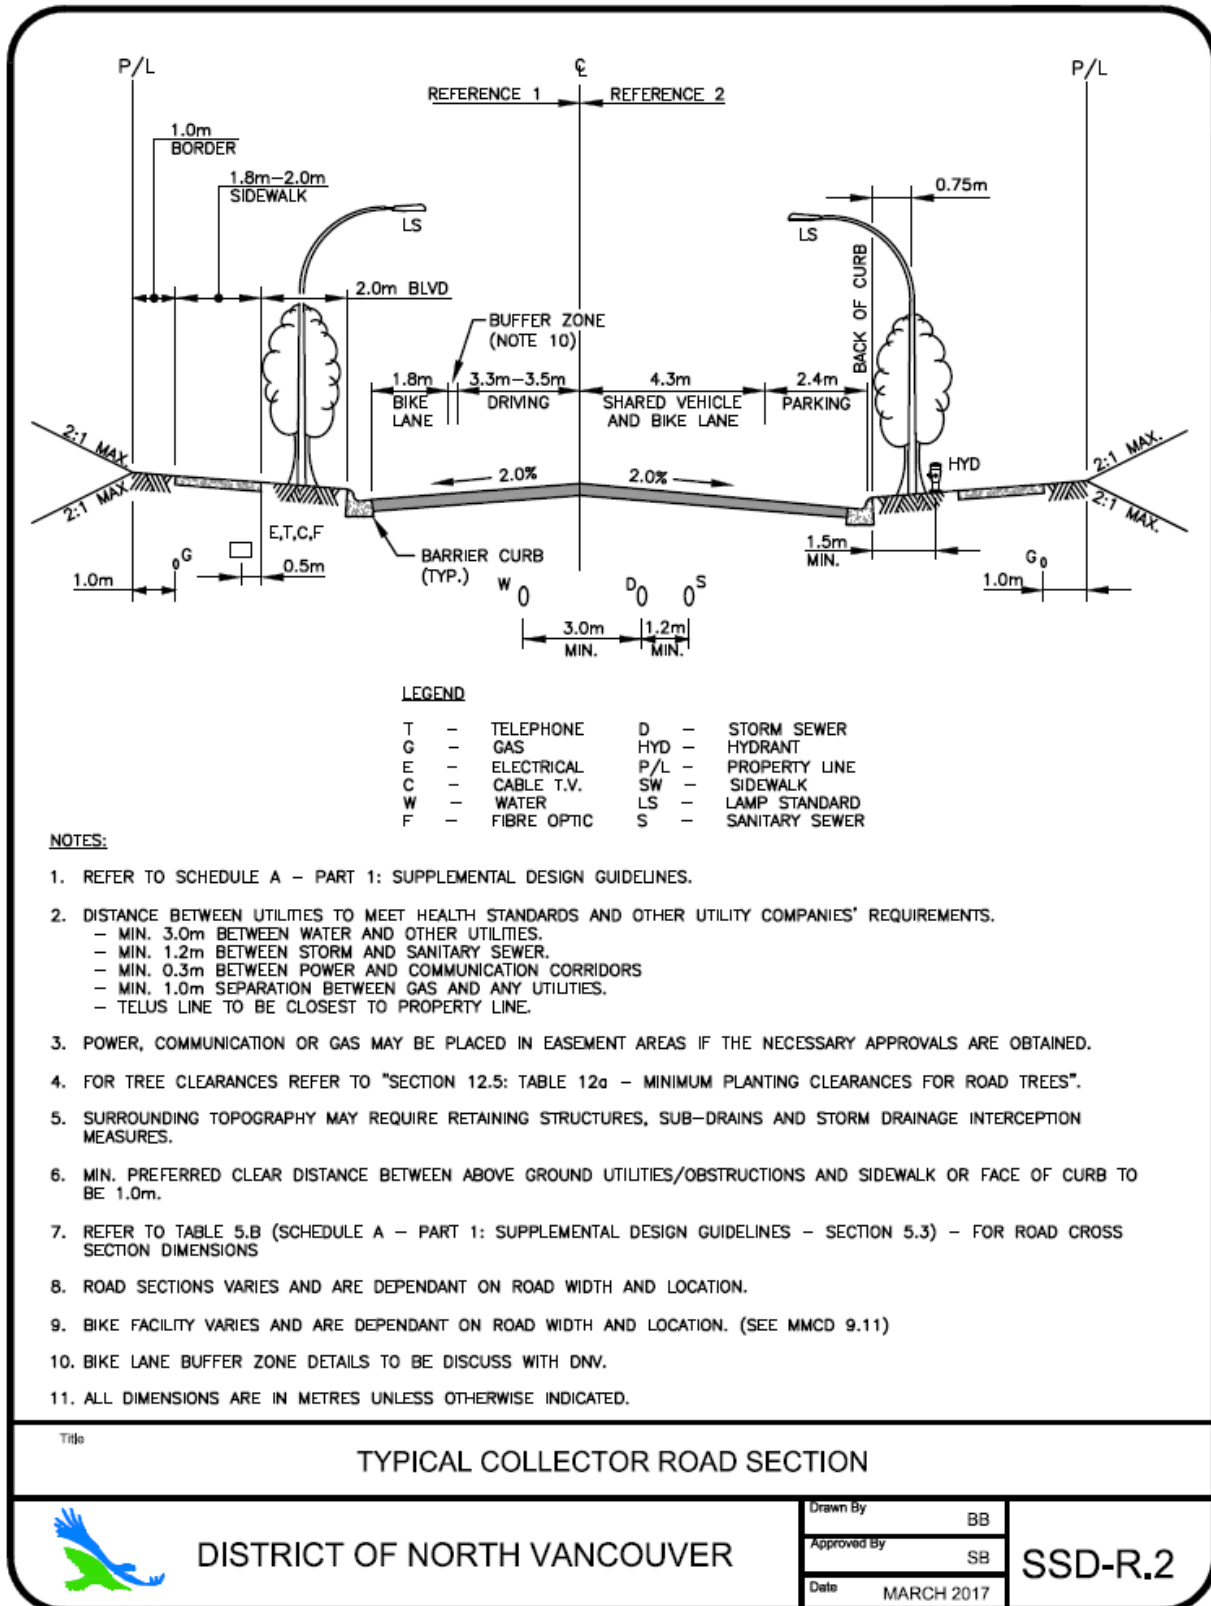 P/L
℄
P/L
REFERENCE 1
REFERENCE 2
1.0m
BORDER
1.8m–2.0m
SIDEWALK
0.75m
LS
LS
BACK OF CURB
2.0m BLVD
BUFFER ZONE
(NOTE 10)
1.8m
BIKE
LANE
3.3m–3.5m
DRIVING
4.3m
SHARED VEHICLE
AND BIKE LANE
2.4m
PARKING
2:1 MAX.
2:1 MAX.
2:1 MAX.
2:1 MAX.
2.0%
2.0%
HYD
E,T,C,F
G
0.5m
1.0m
BARRIER CURB
(TYP.)
W
D
S
1.5m
MIN.
G
1.0m
3.0m
MIN.
1.2m
MIN.
LEGEND
T – TELEPHONE D – STORM SEWER
G – GAS HYD – HYDRANT
E – ELECTRICAL P/L – PROPERTY LINE
C – CABLE T.V. SW – SIDEWALK
W – WATER LS – LAMP STANDARD
F – FIBRE OPTIC S – SANITARY SEWER
NOTES:
1. REFER TO SCHEDULE A – PART 1: SUPPLEMENTAL DESIGN GUIDELINES.
2. DISTANCE BETWEEN UTILITIES TO MEET HEALTH STANDARDS AND OTHER UTILITY COMPANIES' REQUIREMENTS.
– MIN. 3.0m BETWEEN WATER AND OTHER UTILITIES.
– MIN. 1.2m BETWEEN STORM AND SANITARY SEWER.
– MIN. 0.3m BETWEEN POWER AND COMMUNICATION CORRIDORS
– MIN. 1.0m SEPARATION BETWEEN GAS AND ANY UTILITIES.
– TELUS LINE TO BE CLOSEST TO PROPERTY LINE.
3. POWER, COMMUNICATION OR GAS MAY BE PLACED IN EASEMENT AREAS IF THE NECESSARY APPROVALS ARE OBTAINED.
4. FOR TREE CLEARANCES REFER TO "SECTION 12.5: TABLE 12a – MINIMUM PLANTING CLEARANCES FOR ROAD TREES".
5. SURROUNDING TOPOGRAPHY MAY REQUIRE RETAINING STRUCTURES, SUB–DRAINS AND STORM DRAINAGE INTERCEPTION
MEASURES.
6. MIN. PREFERRED CLEAR DISTANCE BETWEEN ABOVE GROUND UTILITIES/OBSTRUCTIONS AND SIDEWALK OR FACE OF CURB TO
BE 1.0m.
7. REFER TO TABLE 5.B (SCHEDULE A – PART 1: SUPPLEMENTAL DESIGN GUIDELINES – SECTION 5.3) – FOR ROAD CROSS
SECTION DIMENSIONS
8. ROAD SECTIONS VARIES AND ARE DEPENDANT ON ROAD WIDTH AND LOCATION.
9. BIKE FACILITY VARIES AND ARE DEPENDANT ON ROAD WIDTH AND LOCATION. (SEE MMCD 9.11)
10. BIKE LANE BUFFER ZONE DETAILS TO BE DISCUSS WITH DNV.
11. ALL DIMENSIONS ARE IN METRES UNLESS OTHERWISE INDICATED.
Title
TYPICAL COLLECTOR ROAD SECTION
DISTRICT OF NORTH VANCOUVER
Drawn By
BB
Approved By
SB
Date
MARCH 2017
SSD-R.2